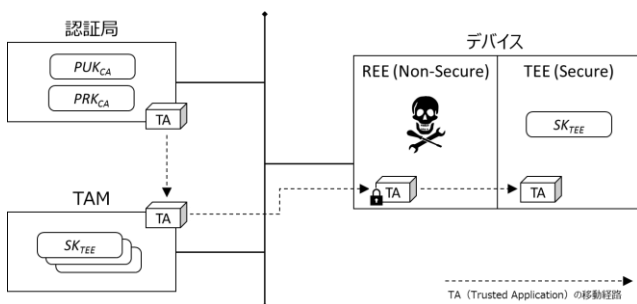 認証局
PUK_CA
PRK_CA
TA
TA
TAM
SK_TEE
デバイス
REE (Non-Secure)
TEE (Secure)
SK_TEE
TA
TA
TA（Trusted Application）の移動経路